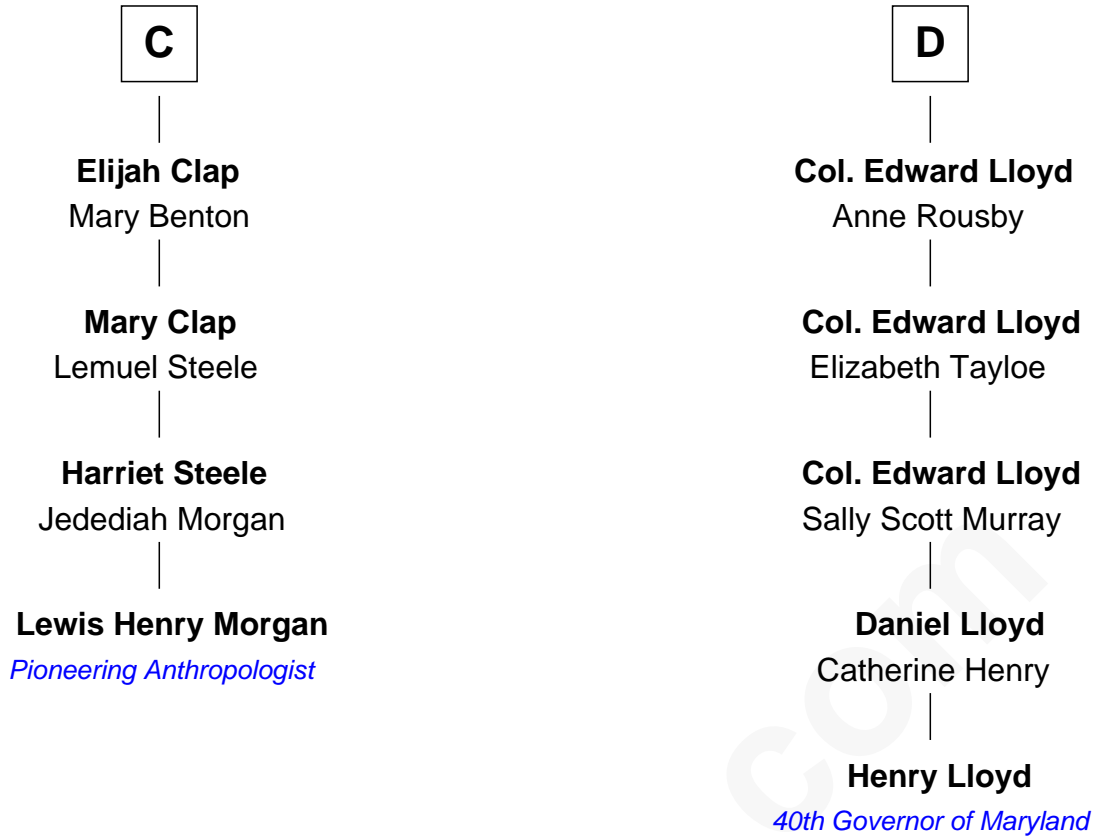 C
Elijah Clap
Mary Benton
Mary Clap
Lemuel Steele
Harriet Steele
Jedediah Morgan
Lewis Henry Morgan
Pioneering Anthropologist
D
Col. Edward Lloyd
Anne Rousby
Col. Edward Lloyd
Elizabeth Tayloe
Col. Edward Lloyd
Sally Scott Murray
Daniel Lloyd
Catherine Henry
Henry Lloyd
40th Governor of Maryland
com